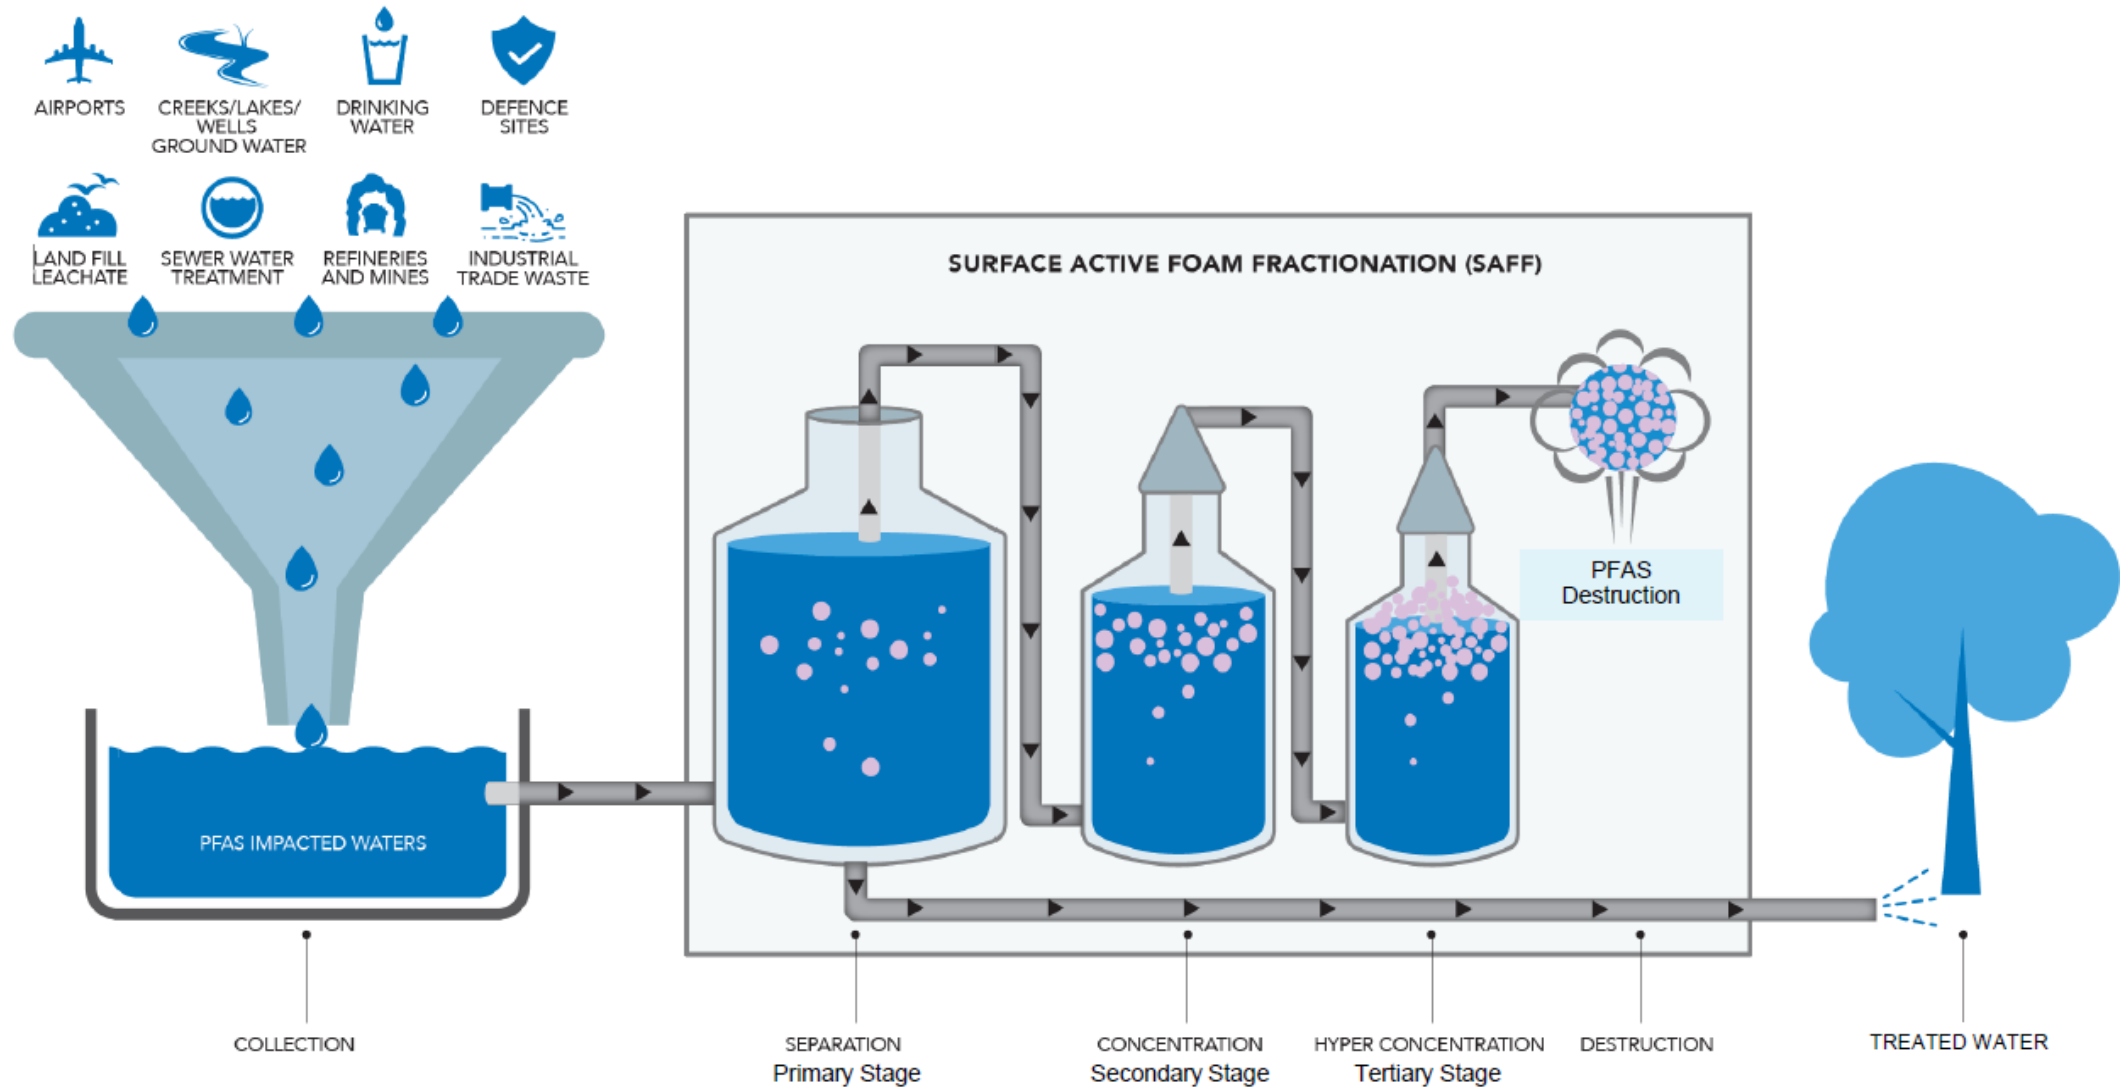 AIRPORTS
CREEKS/LAKES/
WELLS
GROUND WATER
DRINKING
WATER
DEFENCE
SITES
LAND FILL
LEACHATE
SEWER WATER
TREATMENT
REFINERIES
AND MINES
INDUSTRIAL
TRADE WASTE
SURFACE ACTIVE FOAM FRACTIONATION (SAFF)
PFAS
Destruction
PFAS IMPACTED WATERS
COLLECTION
SEPARATION
Primary Stage
CONCENTRATION
Secondary Stage
HYPER CONCENTRATION
Tertiary Stage
DESTRUCTION
TREATED WATER